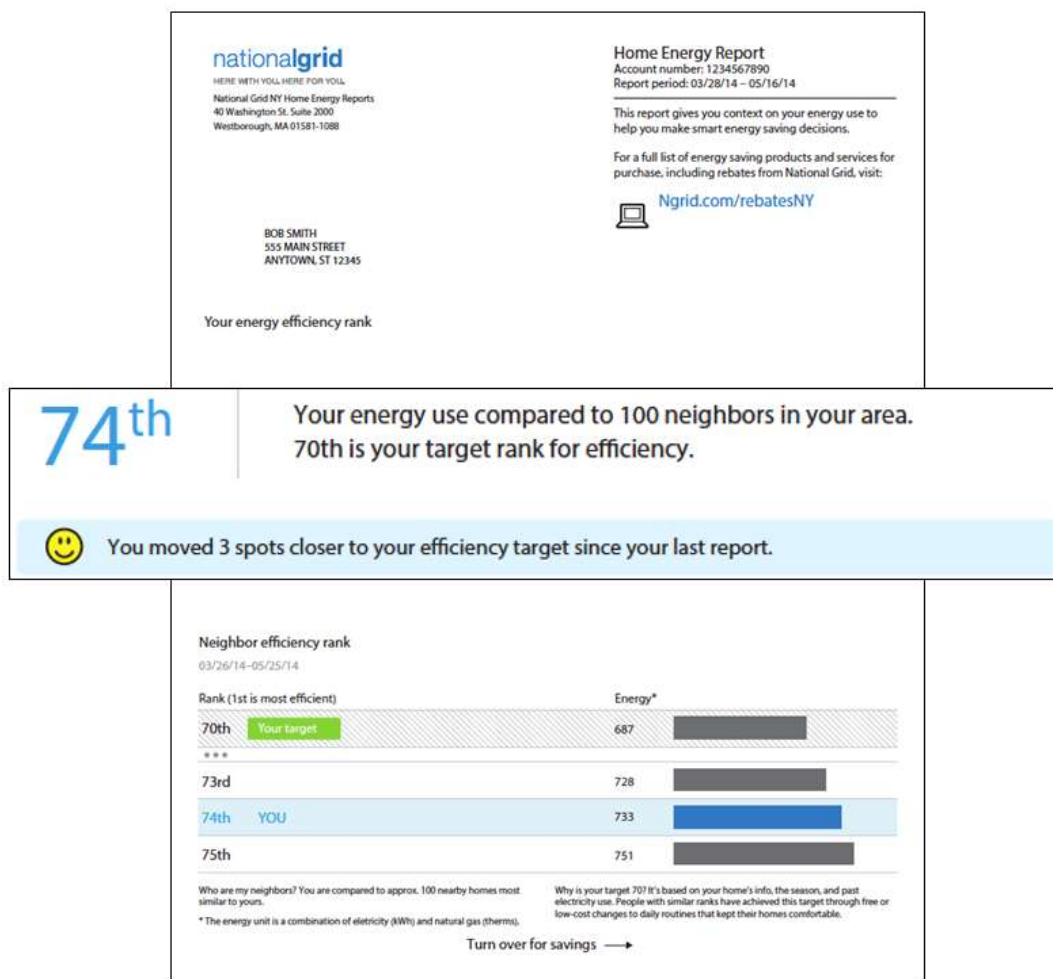 nationalgrid
HERE WITH YOU. HERE FOR YOU.
National Grid NY Home Energy Reports
40 Washington St. Suite 2000
Westborough, MA 01581-1088
Home Energy Report
Account number: 1234567890
Report period: 03/28/14 – 05/16/14
This report gives you context on your energy use to
help you make smart energy saving decisions.
For a full list of energy saving products and services for
purchase, including rebates from National Grid, visit:
Ngrid.com/rebatesNY
BOB SMITH
555 MAIN STREET
ANYTOWN, ST 12345
Your energy efficiency rank
74th
Your energy use compared to 100 neighbors in your area.
70th is your target rank for efficiency.
You moved 3 spots closer to your efficiency target since your last report.
Neighbor efficiency rank
03/26/14–05/25/14
Rank (1st is most efficient) Energy*
70th Your target 687
73rd 728
74th YOU 733
75th 751
Who are my neighbors? You are compared to approx. 100 nearby homes most
similar to yours.
* The energy unit is a combination of eletricity (kWh) and natural gas (therms).
Why is your target 70? It's based on your home's info, the season, and past
electricity use. People with similar ranks have achieved this target through free or
low-cost changes to daily routines that kept their homes comfortable.
Turn over for savings →